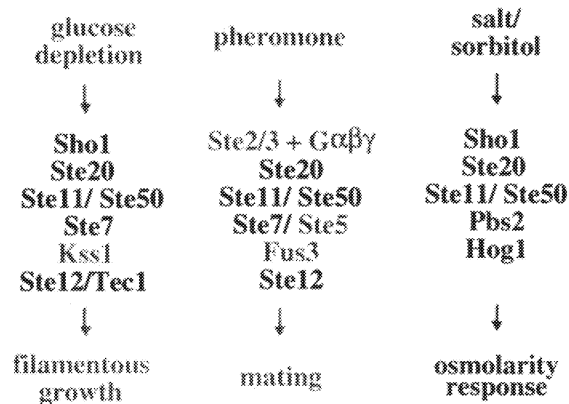 glucose
depletion
↓
Sho1
Ste20
Ste11/ Ste50
Ste7
Kss1
Ste12/Tec1
↓
filamentous
growth
pheromone
↓
Ste2/3 + Gαβγ
Ste20
Ste11/ Ste50
Ste7/ Ste5
Fus3
Ste12
↓
mating
salt/
sorbitol
↓
Sho1
Ste20
Ste11/ Ste50
Pbs2
Hog1
↓
osmolarity
response